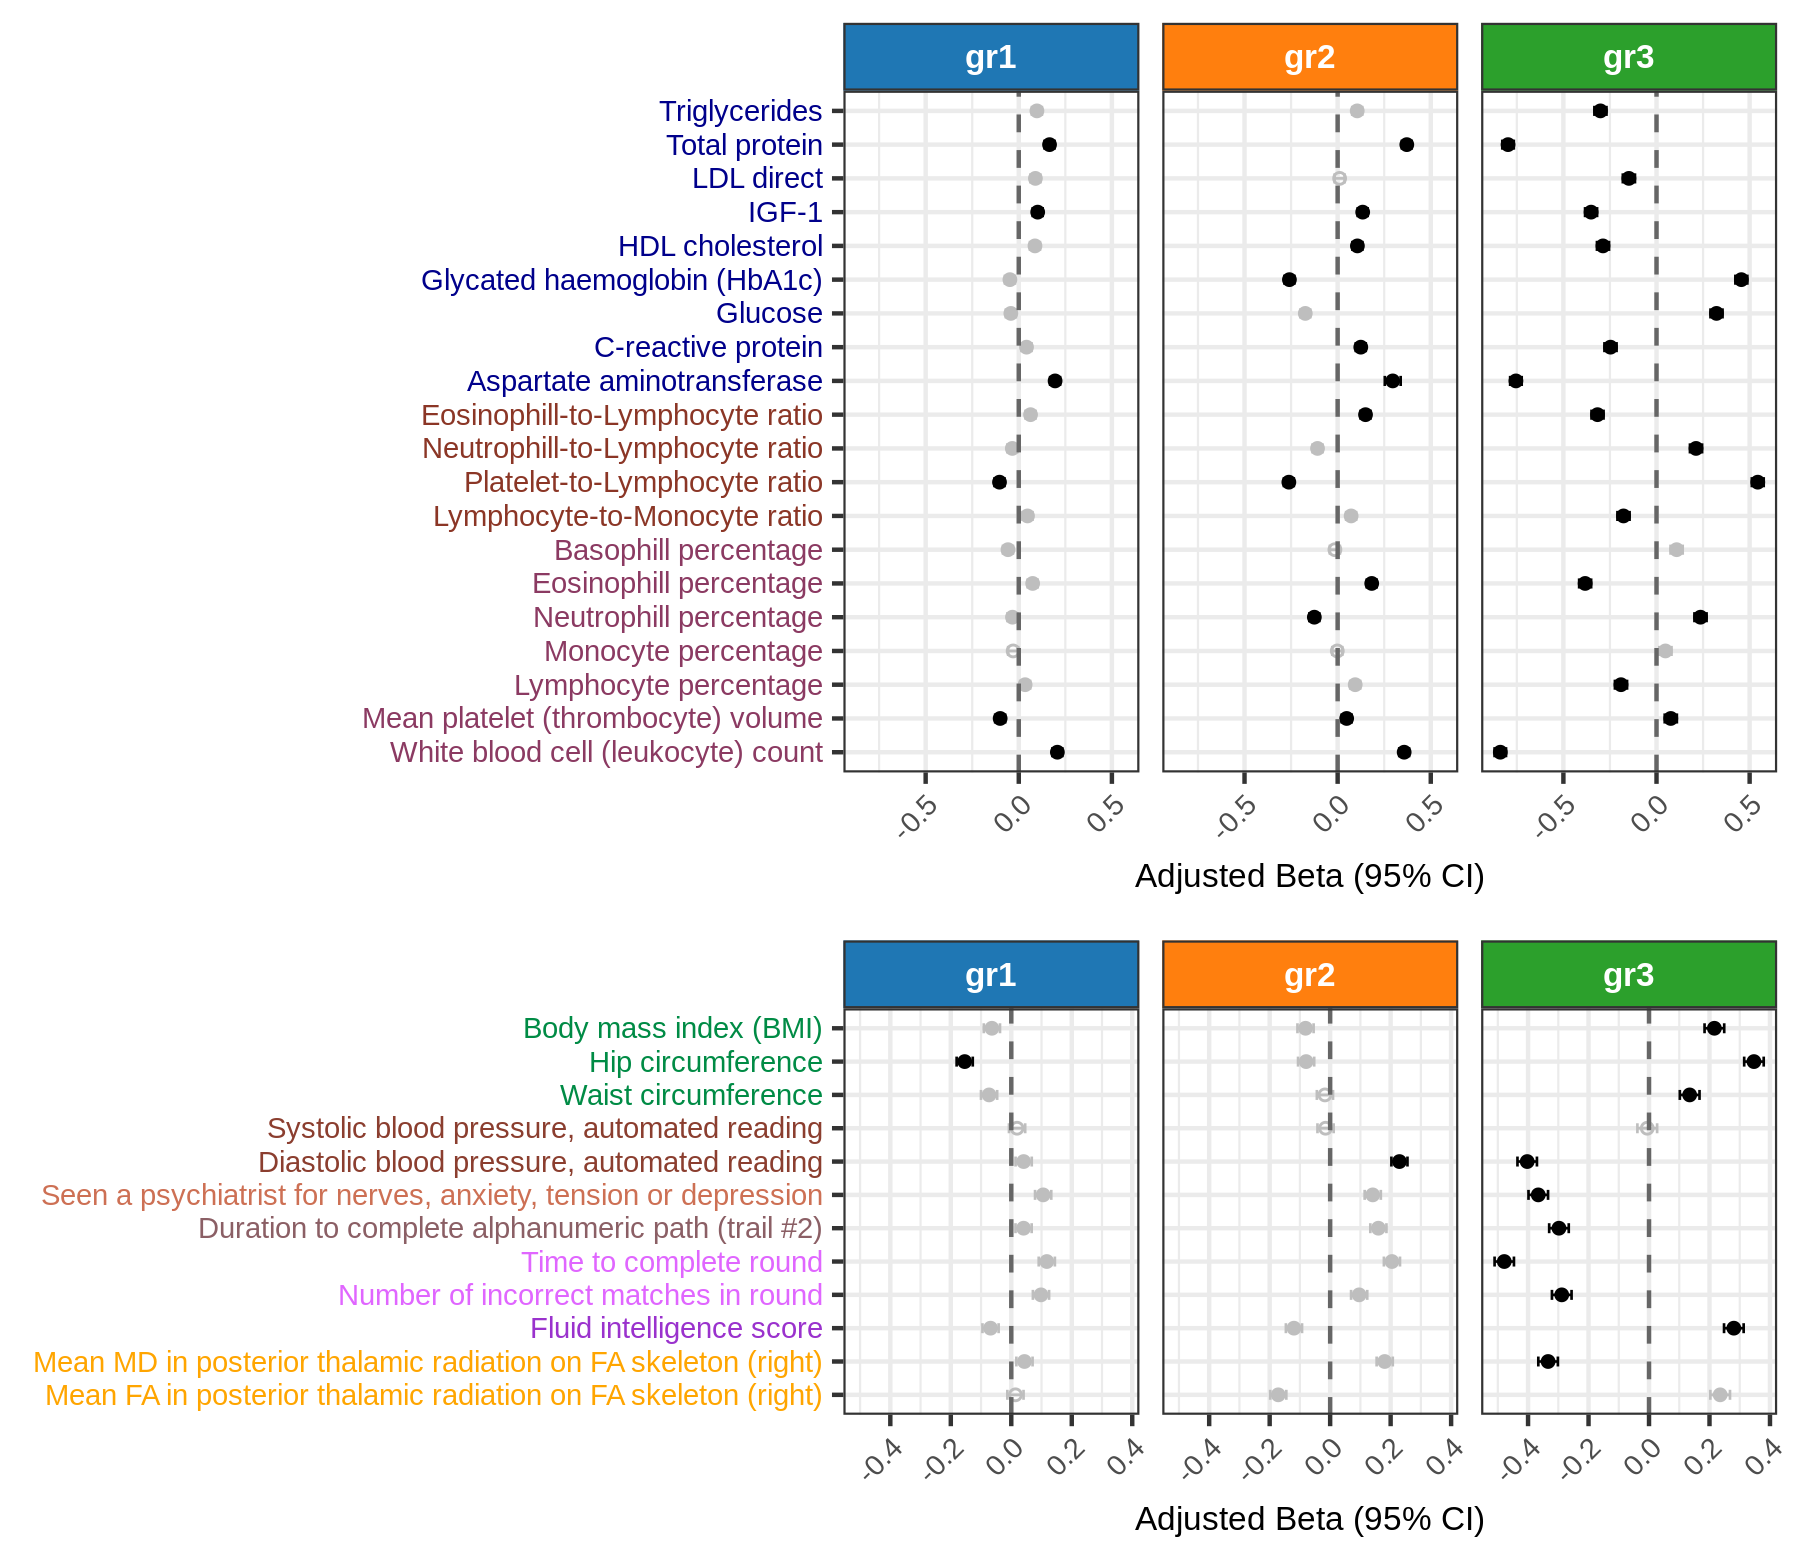 gr1 gr2 gr3
Triglycerides
Total protein
LDL direct
IGF-1
HDL cholesterol
Glycated haemoglobin (HbA1c)
Glucose
C-reactive protein
Aspartate aminotransferase
Eosinophill-to-Lymphocyte ratio
Neutrophill-to-Lymphocyte ratio
Platelet-to-Lymphocyte ratio
Lymphocyte-to-Monocyte ratio
Basophill percentage
Eosinophill percentage
Neutrophill percentage
Monocyte percentage
Lymphocyte percentage
Mean platelet (thrombocyte) volume
White blood cell (leukocyte) count
-0.5 0.0 0.5 -0.5 0.0 0.5 -0.5 0.0 0.5
Adjusted Beta (95% CI)
gr1 gr2 gr3
Body mass index (BMI)
Hip circumference
Waist circumference
Systolic blood pressure, automated reading
Diastolic blood pressure, automated reading
Seen a psychiatrist for nerves, anxiety, tension or depression
Duration to complete alphanumeric path (trail #2)
Time to complete round
Number of incorrect matches in round
Fluid intelligence score
Mean MD in posterior thalamic radiation on FA skeleton (right)
Mean FA in posterior thalamic radiation on FA skeleton (right)
-0.4 -0.2 0.0 0.2 0.4 -0.4 -0.2 0.0 0.2 0.4 -0.4 -0.2 0.0 0.2 0.4
Adjusted Beta (95% CI)